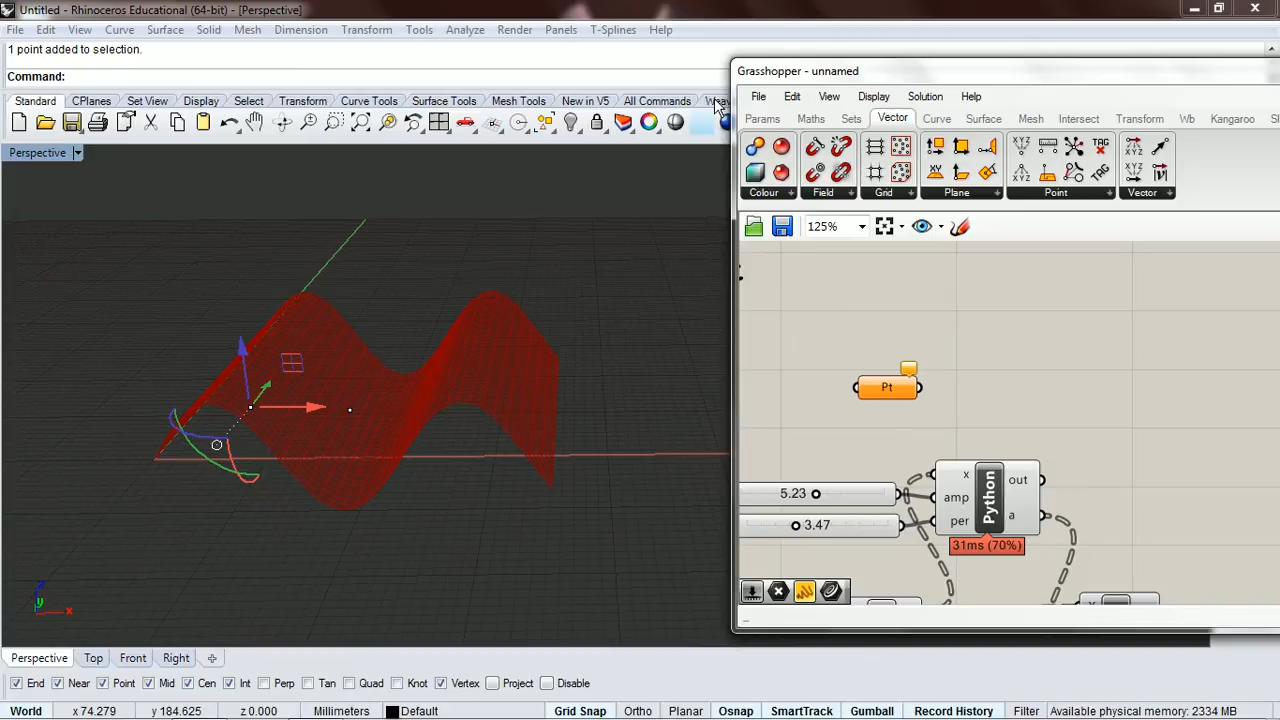 Untitled - Rhinoceros Educational (64-bit) - [Perspective]
File Edit View Curve Surface Solid Mesh Dimension Transform Tools Analyze Render Panels T-Splines Help
1 point added to selection.
Command:
Standard CPlanes Set View Display Select Transform Curve Tools Surface Tools Mesh Tools New in V5 All Commands
Perspective
z
y
x
Perspective Top Front Right
End Near Point Mid Cen Int Perp Tan Quad Knot Vertex Project Disable
World x 74.279 y 184.625 z 0.000 Millimeters Default Grid Snap Ortho Planar Osnap SmartTrack Gumball Record History Filter Available physical memory: 2334 MB
Grasshopper - unnamed
File Edit View Display Solution Help
Params Maths Sets Vector Curve Surface Mesh Intersect Transform Wb Kangaroo
XYZ TAG
XY XYZ TAG XYZ
Colour Field Grid Plane Point Vector
125%
Pt
x Python out
5.23 amp
3.47 per a
31ms (70%)